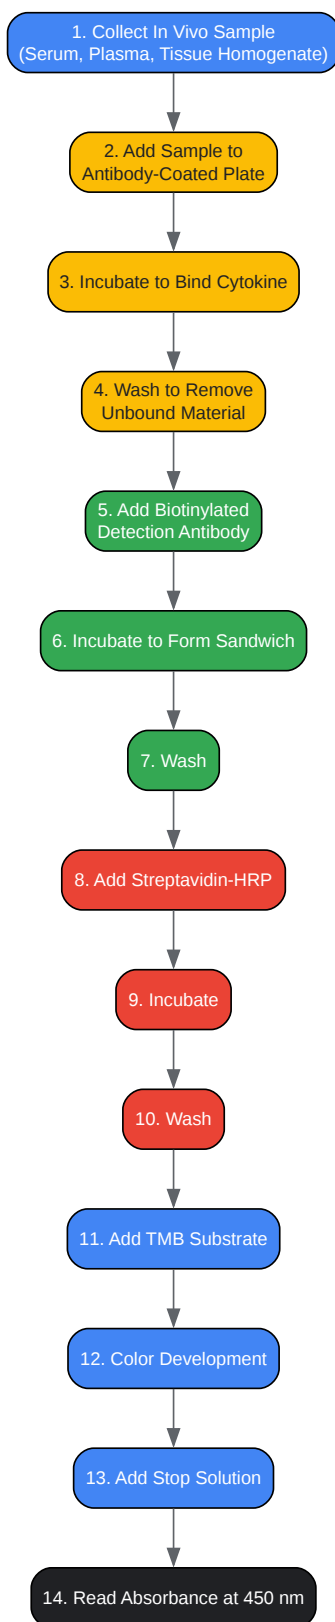 1. Collect In Vivo Sample
(Serum, Plasma, Tissue Homogenate)
2. Add Sample to
Antibody-Coated Plate
3. Incubate to Bind Cytokine
4. Wash to Remove
Unbound Material
5. Add Biotinylated
Detection Antibody
6. Incubate to Form Sandwich
7. Wash
8. Add Streptavidin-HRP
9. Incubate
10. Wash
11. Add TMB Substrate
12. Color Development
13. Add Stop Solution
14. Read Absorbance at 450 nm